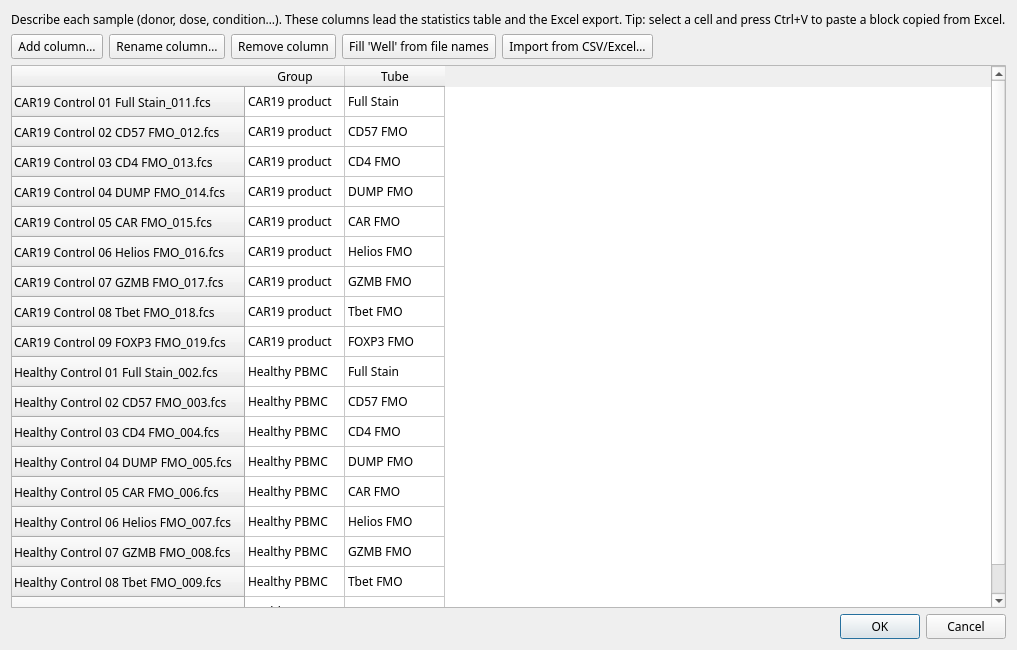 Describe each sample (donor, dose, condition...). These columns lead the statistics table and the Excel export. Tip: select a cell and press Ctrl+V to paste a block copied from Excel.
Add column... Rename column... Remove column Fill 'Well' from file names Import from CSV/Excel...
Group Tube
CAR19 Control 01 Full Stain_011.fcs CAR19 product Full Stain
CAR19 Control 02 CD57 FMO_012.fcs CAR19 product CD57 FMO
CAR19 Control 03 CD4 FMO_013.fcs CAR19 product CD4 FMO
CAR19 Control 04 DUMP FMO_014.fcs CAR19 product DUMP FMO
CAR19 Control 05 CAR FMO_015.fcs CAR19 product CAR FMO
CAR19 Control 06 Helios FMO_016.fcs CAR19 product Helios FMO
CAR19 Control 07 GZMB FMO_017.fcs CAR19 product GZMB FMO
CAR19 Control 08 Tbet FMO_018.fcs CAR19 product Tbet FMO
CAR19 Control 09 FOXP3 FMO_019.fcs CAR19 product FOXP3 FMO
Healthy Control 01 Full Stain_002.fcs Healthy PBMC Full Stain
Healthy Control 02 CD57 FMO_003.fcs Healthy PBMC CD57 FMO
Healthy Control 03 CD4 FMO_004.fcs Healthy PBMC CD4 FMO
Healthy Control 04 DUMP FMO_005.fcs Healthy PBMC DUMP FMO
Healthy Control 05 CAR FMO_006.fcs Healthy PBMC CAR FMO
Healthy Control 06 Helios FMO_007.fcs Healthy PBMC Helios FMO
Healthy Control 07 GZMB FMO_008.fcs Healthy PBMC GZMB FMO
Healthy Control 08 Tbet FMO_009.fcs Healthy PBMC Tbet FMO
OK Cancel